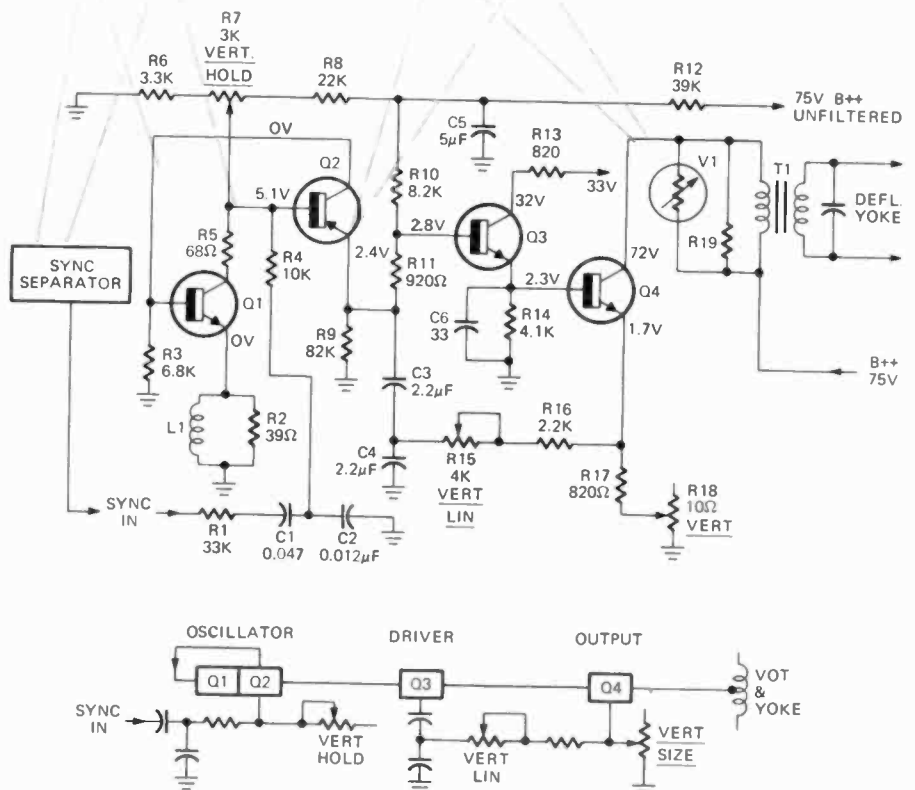 R7
3K
VERT.
HOLD
R6
3.3K
R8
22K
R12
39K
75V B++
UNFILTERED
0V
C5
5µF
R13
820
33V
Q2
R10
8.2K
V1
T1
5.1V
32V
DEFL.
YOKE
2.8V
Q3
R5
68Ω
R4
10K
2.4V
R11
920Ω
R19
SYNC
SEPARATOR
72V
2.3V
Q1
Q4
C6
33
R14
4.1K
0V
R9
82K
1.7V
R3
6.8K
B++
75V
C3
2.2µF
L1
R2
39Ω
R16
2.2K
C4
2.2µF
R15
4K
VERT
LIN
R17
820Ω
R18
10Ω
VERT
SYNC
IN
R1
33K
C1
0.047
C2
0.012µF
OSCILLATOR
DRIVER
OUTPUT
Q1 Q2
Q3
Q4
VOT
&
YOKE
SYNC
IN
VERT
HOLD
VERT
LIN
VERT
SIZE